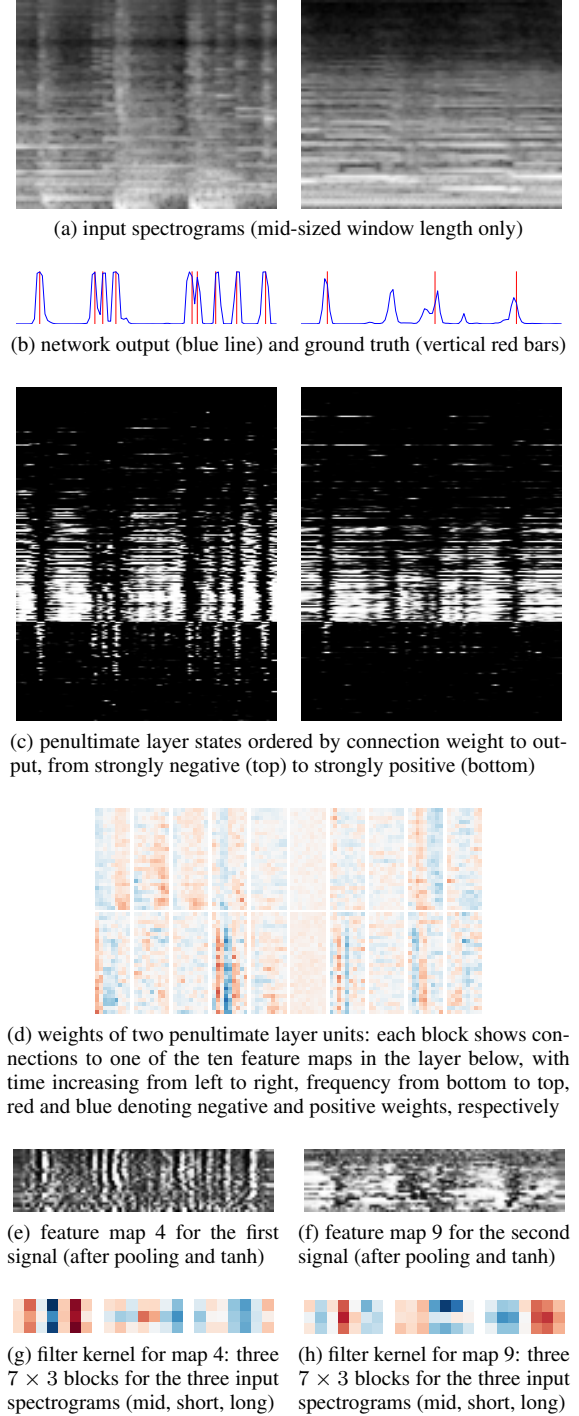 (a) input spectrograms (mid-sized window length only)
(b) network output (blue line) and ground truth (vertical red bars)
(c) penultimate layer states ordered by connection weight to out-
put, from strongly negative (top) to strongly positive (bottom)
(d) weights of two penultimate layer units: each block shows con-
nections to one of the ten feature maps in the layer below, with
time increasing from left to right, frequency from bottom to top,
red and blue denoting negative and positive weights, respectively
(e) feature map 4 for the first
signal (after pooling and tanh)
(f) feature map 9 for the second
signal (after pooling and tanh)
(g) filter kernel for map 4: three
7 × 3 blocks for the three input
spectrograms (mid, short, long)
(h) filter kernel for map 9: three
7 × 3 blocks for the three input
spectrograms (mid, short, long)